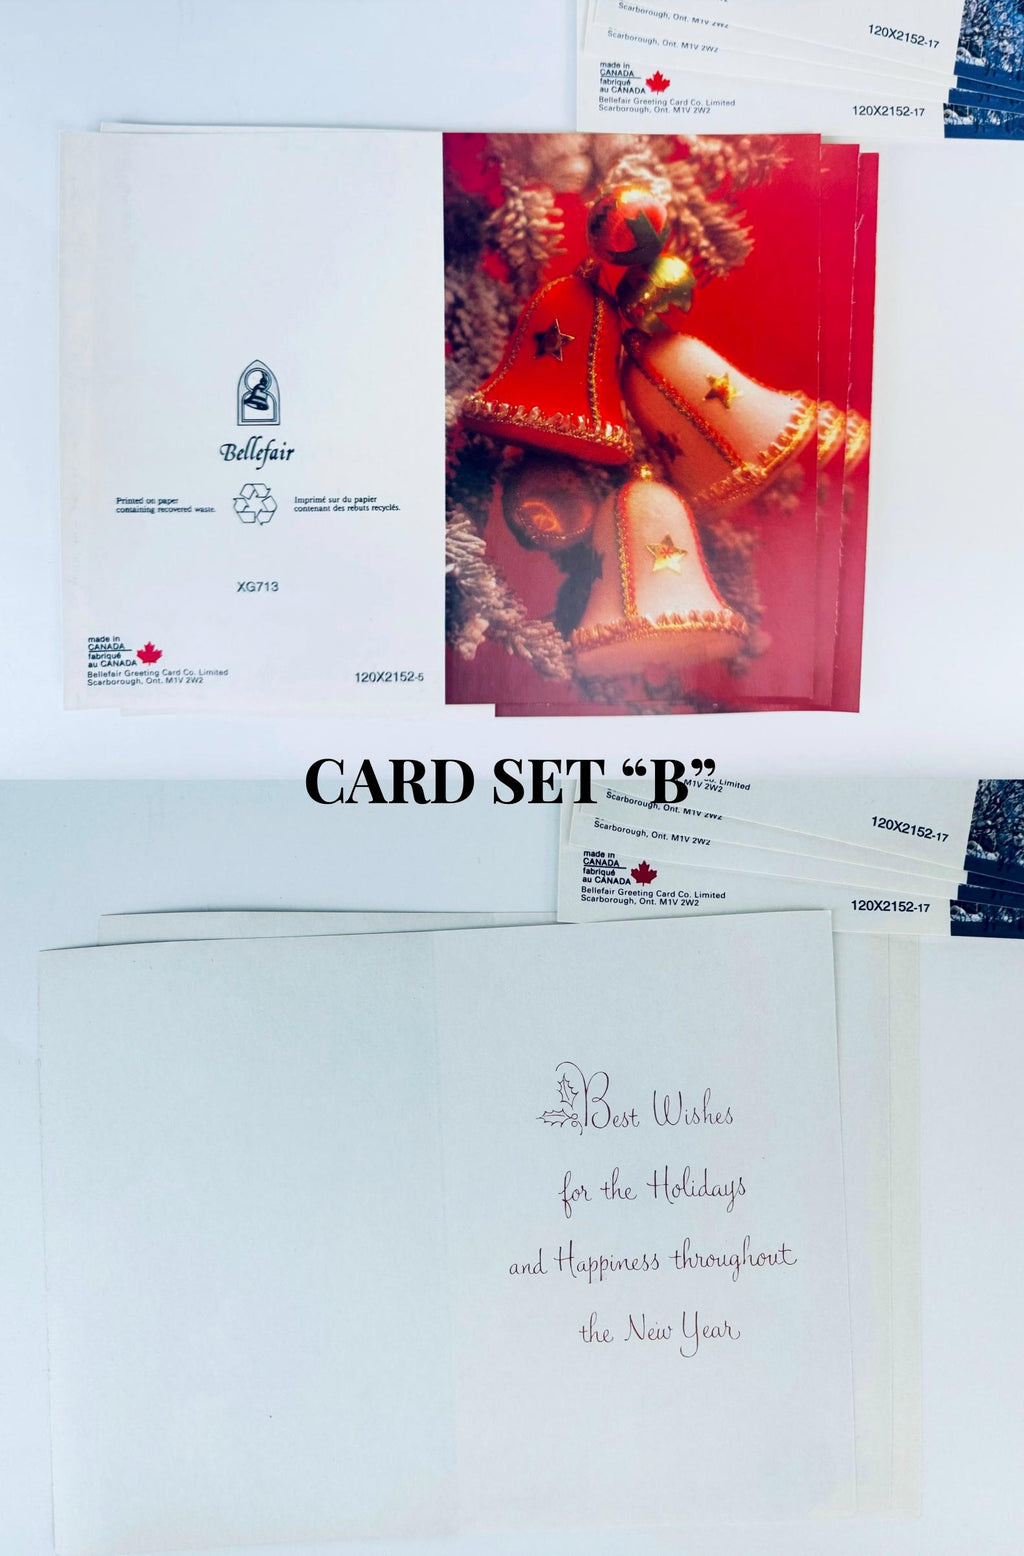 Scarborough, Ont. M1V 2W2
120X2152-17
Scarborough, Ont. M1V 2W2
made in
CANADA
fabriqué
au CANADA
Bellefair Greeting Card Co. Limited
Scarborough, Ont. M1V 2W2
120X2152-17
Bellefair
Printed on paper
containing recovered waste.
Imprimé sur du papier
contenant des rebuts recyclés.
XG713
made in
CANADA
fabriqué
au CANADA
Bellefair Greeting Card Co. Limited
Scarborough, Ont. M1V 2W2
120X2152-5
CARD SET “B”
Limited
M1V 2W2
Scarborough, Ont. M1V 2W2
120X2152-17
Scarborough, Ont. M1V 2W2
made in
CANADA
fabriqué
au CANADA
Bellefair Greeting Card Co. Limited
Scarborough, Ont. M1V 2W2
120X2152-17
Best Wishes
for the Holidays
and Happiness throughout
the New Year